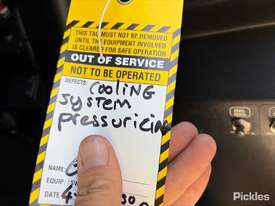 THIS TAG MUST NOT BE REMOVED
UNTIL THE EQUIPMENT INVOLVED
IS CLEARED FOR SAFE OPERATION
OUT OF SERVICE
NOT TO BE OPERATED
DEFECTS: Cooling
system
pressuricin
NAME:
EQUIP.
DATE
Pickles